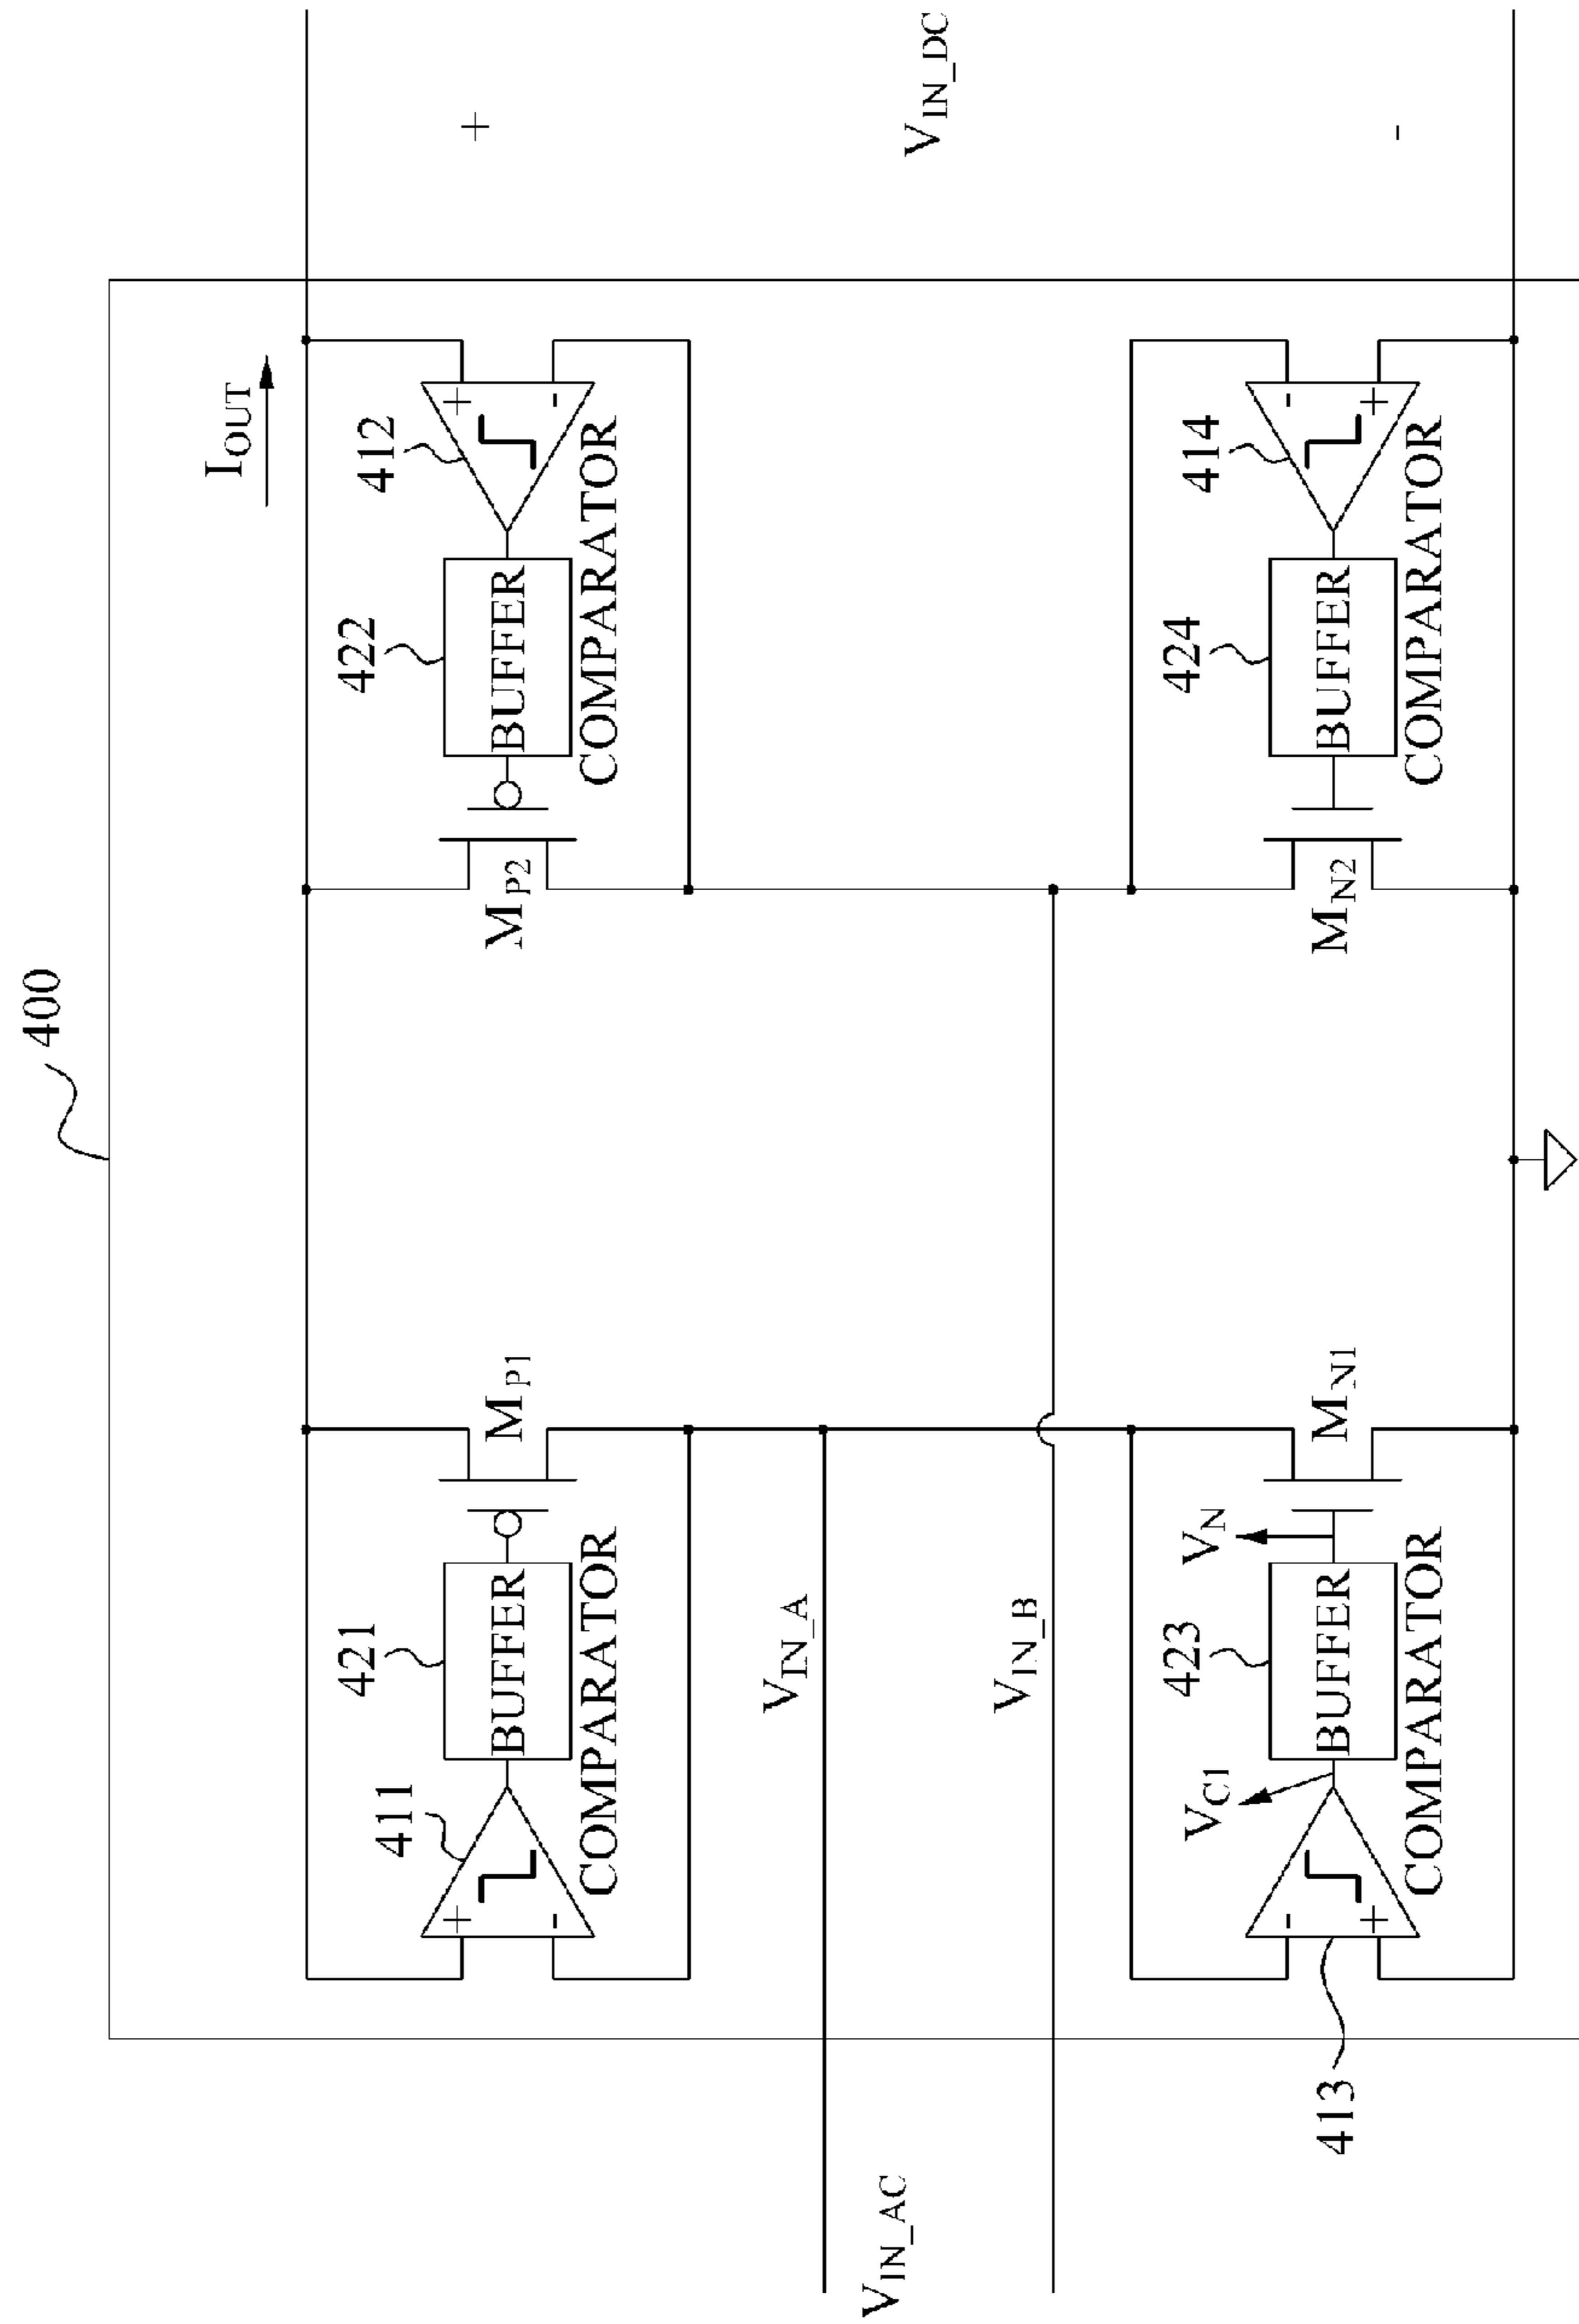 400
I_OUT
411
421
M_P1
M_P2
422
412
+
-
BUFFER
BUFFER
+
-
COMPARATOR
COMPARATOR
+
V_IN_A
V_IN_AC
V_IN_DC
V_IN_B
V_C1
V_N
413
423
M_N1
M_N2
424
414
-
+
BUFFER
BUFFER
-
+
COMPARATOR
COMPARATOR
-